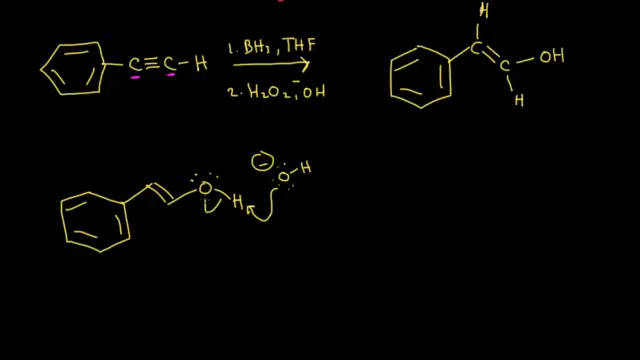 H
C≡C-H 1. BH₃, THF C=C-OH
2. H₂O₂, ⁻OH H
⊖
O H O-H